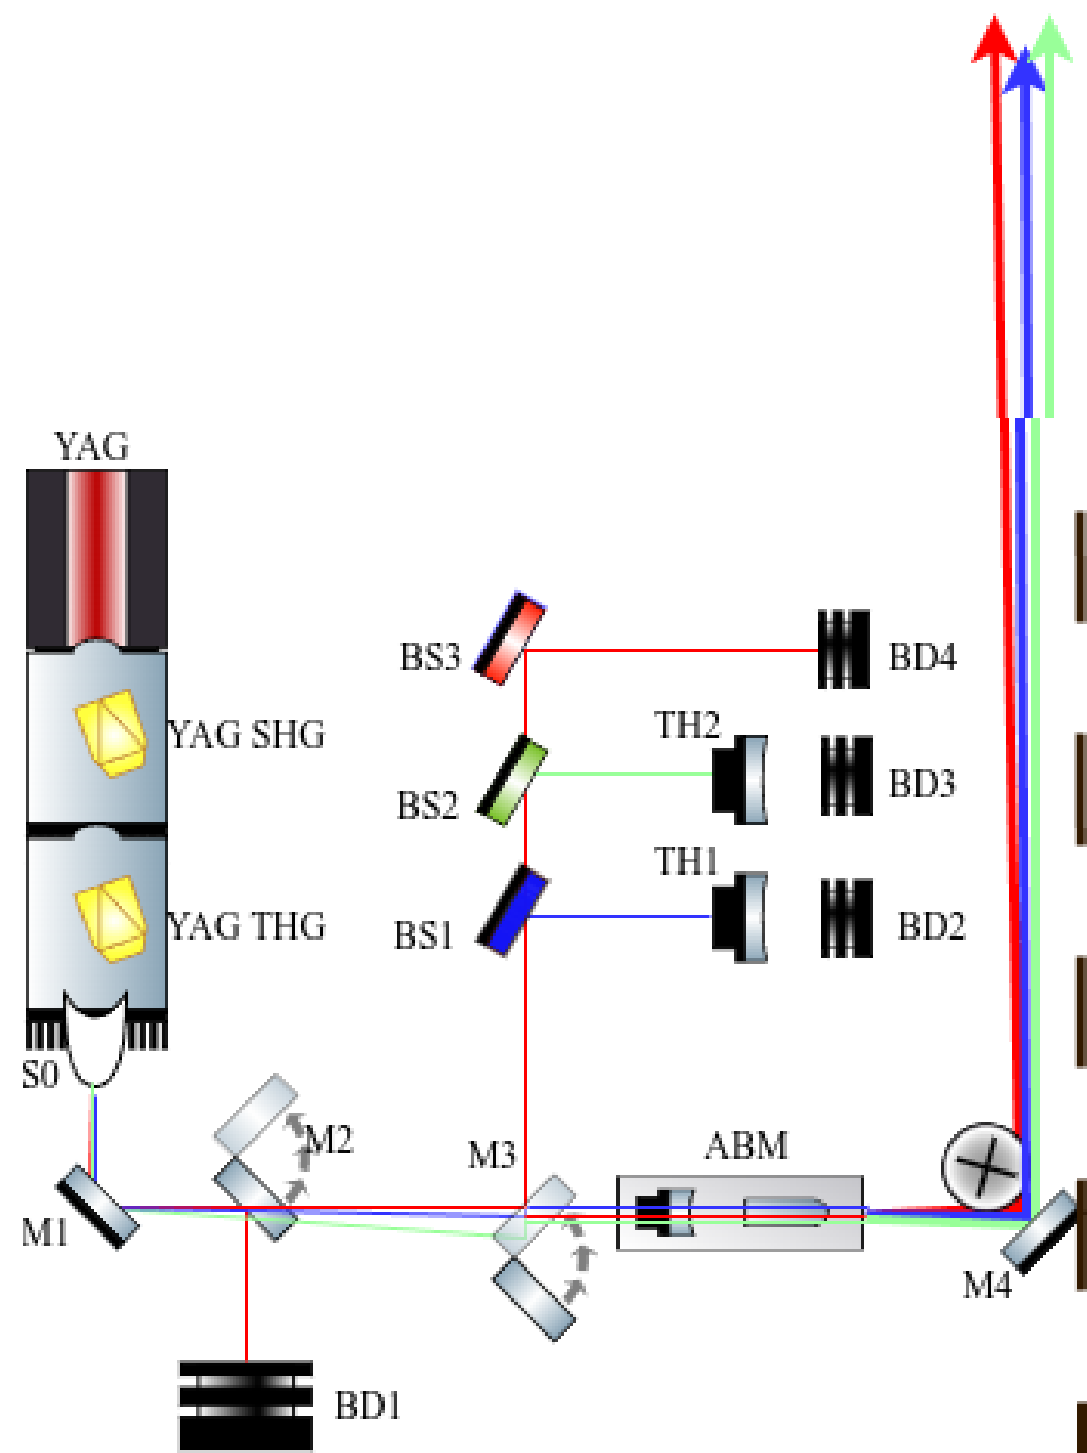 YAG
YAG SHG
YAG THG
S0
M1
M2
BD1
BS3
BS2
BS1
BD4
TH2
BD3
TH1
BD2
M3
ABM
M4